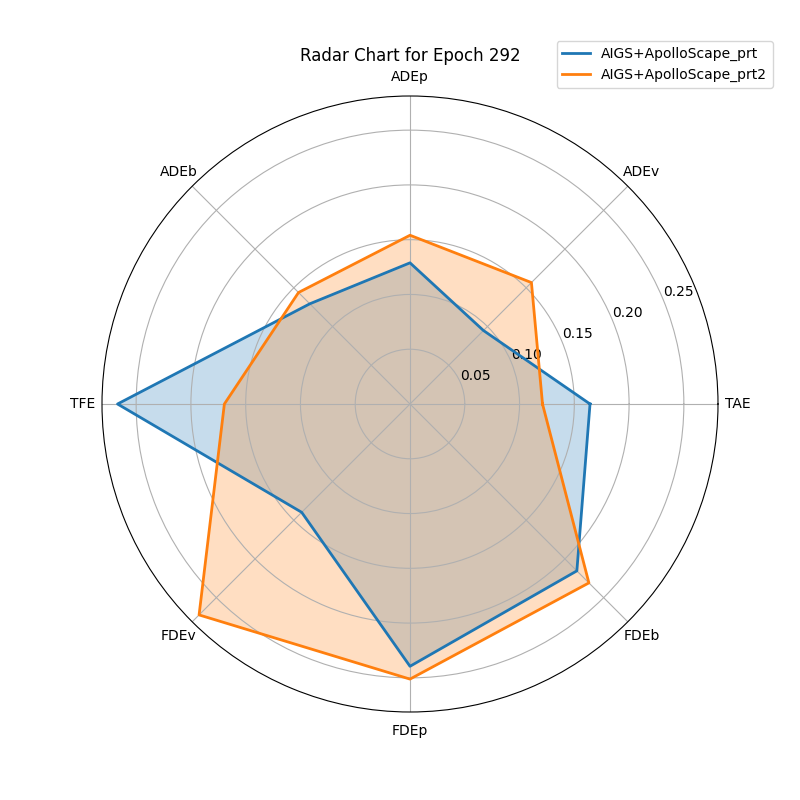 Radar Chart for Epoch 292
AIGS+ApolloScape_prt
AIGS+ApolloScape_prt2
ADEp
ADEb
ADEv
0.25
0.20
0.15
0.10
0.05
TFE
TAE
FDEv
FDEb
FDEp